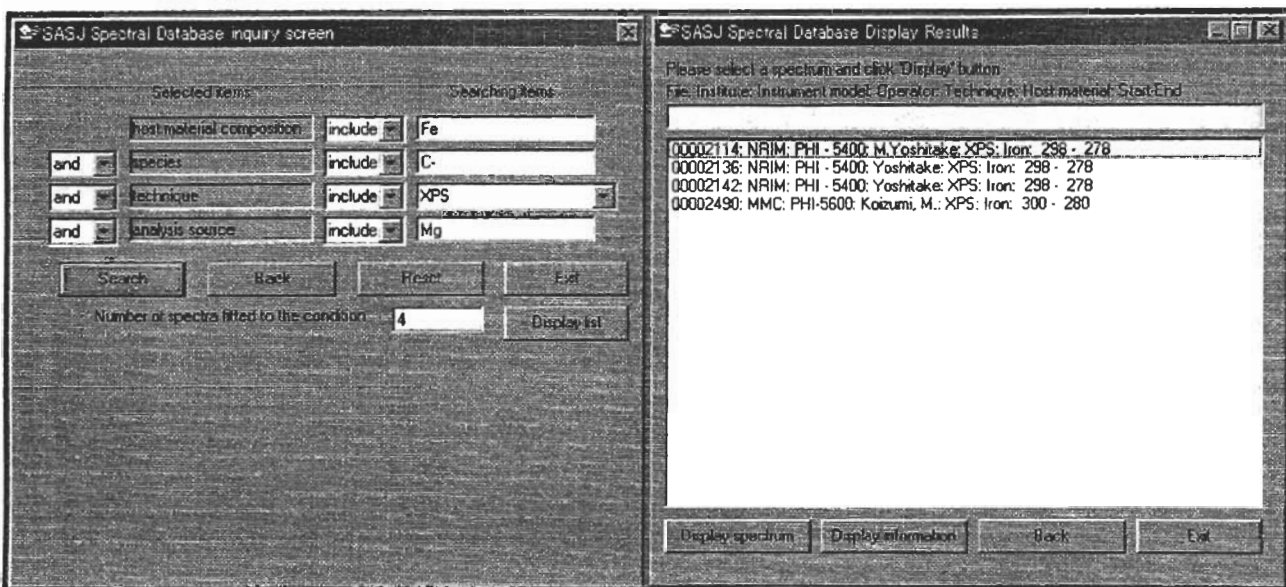 SASJ Spectral Database inquiry screen
Selected items Searching items
host material composition include Fe
and species include C-
and technique include XPS
and analysis source include Mg
Search Back Reset Exit
Number of spectra fitted to the condition 4 Display list
SASJ Spectral Database Display Results
Please select a spectrum and click 'Display' button
File: Institute: Instrument model: Operator: Technique: Host material: Start-End
00002114: NRIM: PHI - 5400: M.Yoshitake: XPS: Iron: 298 - 278
00002136: NRIM: PHI - 5400: Yoshitake: XPS: Iron: 298 - 278
00002142: NRIM: PHI - 5400: Yoshitake: XPS: Iron: 298 - 278
00002490: MMC: PHI-5600: Koizumi, M.: XPS: Iron: 300 - 280
Display spectrum Display information Back Exit